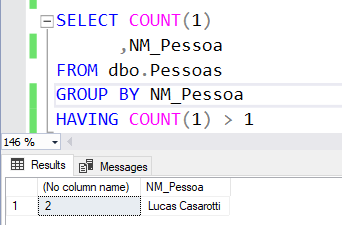 SELECT COUNT(1)
,NM_Pessoa
FROM dbo.Pessoas
GROUP BY NM_Pessoa
HAVING COUNT(1) > 1
146 %
Results Messages
(No column name) NM_Pessoa
1 2 Lucas Casarotti